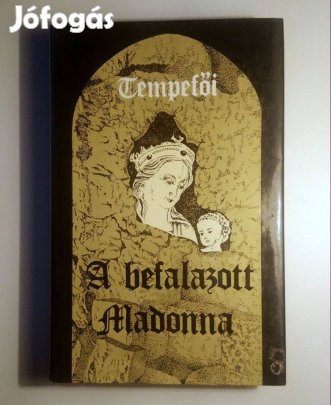 Jófogás
Tempefői
A befalazott
Madonna